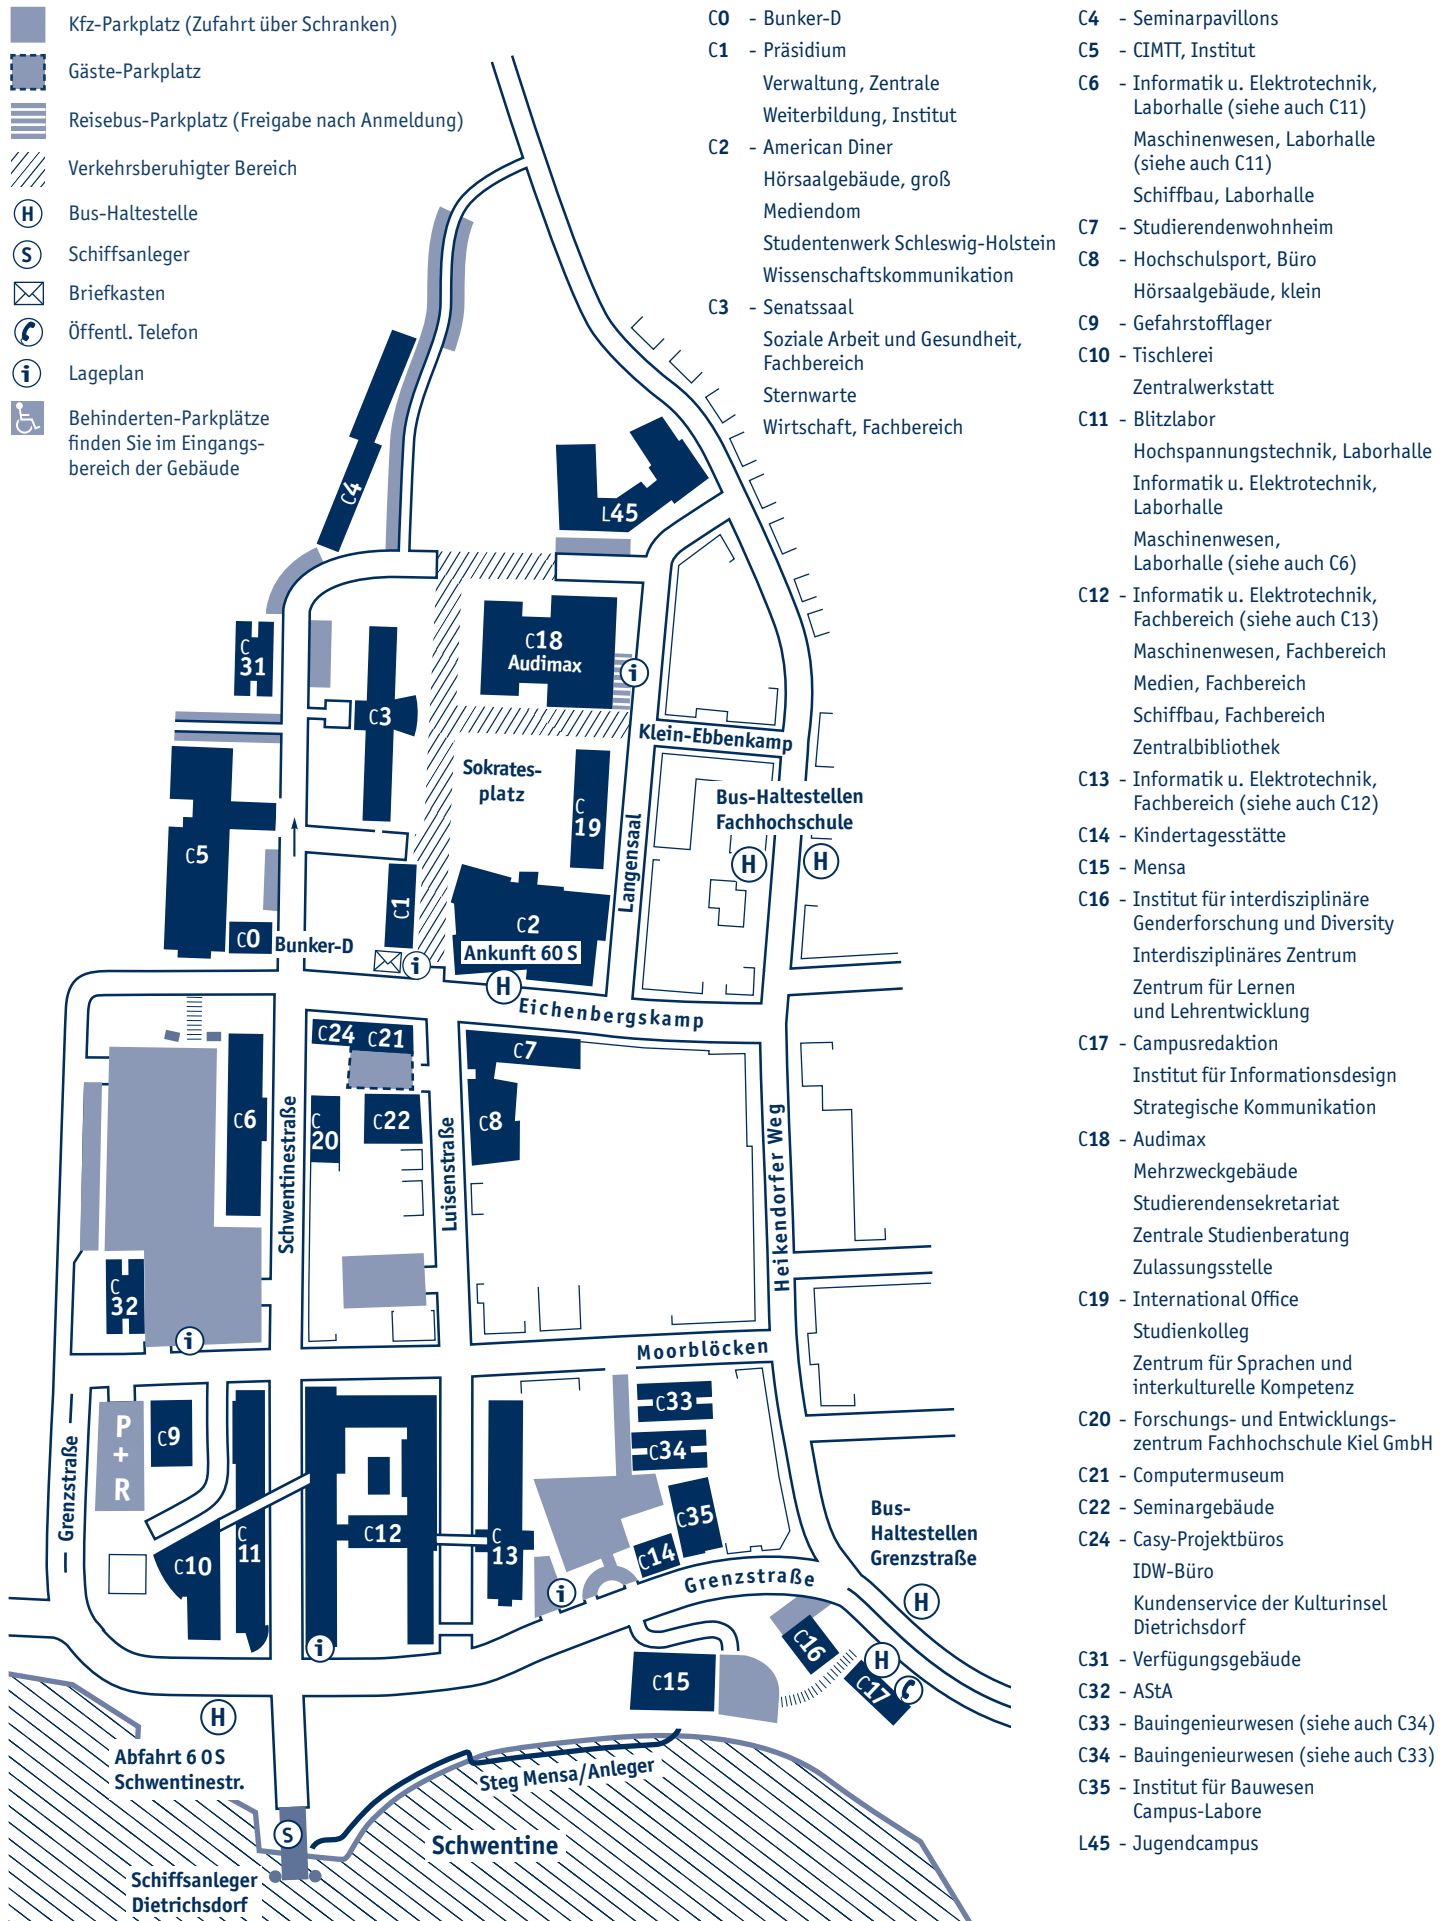 Kfz-Parkplatz (Zufahrt über Schranken)
Gäste-Parkplatz
Reisebus-Parkplatz (Freigabe nach Anmeldung)
Verkehrsberuhigter Bereich
H Bus-Haltestelle
S Schiffsanleger
Briefkasten
Öffentl. Telefon
i Lageplan
Behinderten-Parkplätze
finden Sie im Eingangs-
bereich der Gebäude
C0 - Bunker-D
C1 - Präsidium
Verwaltung, Zentrale
Weiterbildung, Institut
C2 - American Diner
Hörsaalgebäude, groß
Mediendom
Studentenwerk Schleswig-Holstein
Wissenschaftskommunikation
C3 - Senatssaal
Soziale Arbeit und Gesundheit,
Fachbereich
Sternwarte
Wirtschaft, Fachbereich
C4 - Seminarpavillons
C5 - CIMTT, Institut
C6 - Informatik u. Elektrotechnik,
Laborhalle (siehe auch C11)
Maschinenwesen, Laborhalle
(siehe auch C11)
Schiffbau, Laborhalle
C7 - Studierendenwohnheim
C8 - Hochschulsport, Büro
Hörsaalgebäude, klein
C9 - Gefahrstofflager
C10 - Tischlerei
Zentralwerkstatt
C11 - Blitzlabor
Hochspannungstechnik, Laborhalle
Informatik u. Elektrotechnik,
Laborhalle
Maschinenwesen,
Laborhalle (siehe auch C6)
C12 - Informatik u. Elektrotechnik,
Fachbereich (siehe auch C13)
Maschinenwesen, Fachbereich
Medien, Fachbereich
Schiffbau, Fachbereich
Zentralbibliothek
C13 - Informatik u. Elektrotechnik,
Fachbereich (siehe auch C12)
C14 - Kindertagesstätte
C15 - Mensa
C16 - Institut für interdisziplinäre
Genderforschung und Diversity
Interdisziplinäres Zentrum
Zentrum für Lernen
und Lehrentwicklung
C17 - Campusredaktion
Institut für Informationsdesign
Strategische Kommunikation
C18 - Audimax
Mehrzweckgebäude
Studierendensekretariat
Zentrale Studienberatung
Zulassungsstelle
C19 - International Office
Studienkolleg
Zentrum für Sprachen und
interkulturelle Kompetenz
C20 - Forschungs- und Entwicklungs-
zentrum Fachhochschule Kiel GmbH
C21 - Computermuseum
C22 - Seminargebäude
C24 - Casy-Projektbüros
IDW-Büro
Kundenservice der Kulturinsel
Dietrichsdorf
C31 - Verfügungsgebäude
C32 - AStA
C33 - Bauingenieurwesen (siehe auch C34)
C34 - Bauingenieurwesen (siehe auch C33)
C35 - Institut für Bauwesen
Campus-Labore
L45 - Jugendcampus
C4
L45
C
31
C18
Audimax
i
C3
Klein-Ebbenkamp
Sokrates-
platz
C
19
Bus-Haltestellen
Fachhochschule
H
H
Langensaal
C5
C1
C2
C0
Bunker-D
Ankunft 60 S
i
H
Eichenbergskamp
C24
C21
C7
C6
C
20
C22
C8
Schwentinestraße
Luisenstraße
Heikendorfer Weg
C
32
i
Moorblöcken
C33
P
+
R
C9
C34
Grenzstraße
C35
C12
C
11
C
13
C10
C14
Bus-
Haltestellen
Grenzstraße
Grenzstraße
i
H
i
C16
H
C15
C17
H
Abfahrt 60S
Schwentinestr.
Steg Mensa/Anleger
S
Schwentine
Schiffsanleger
Dietrichsdorf